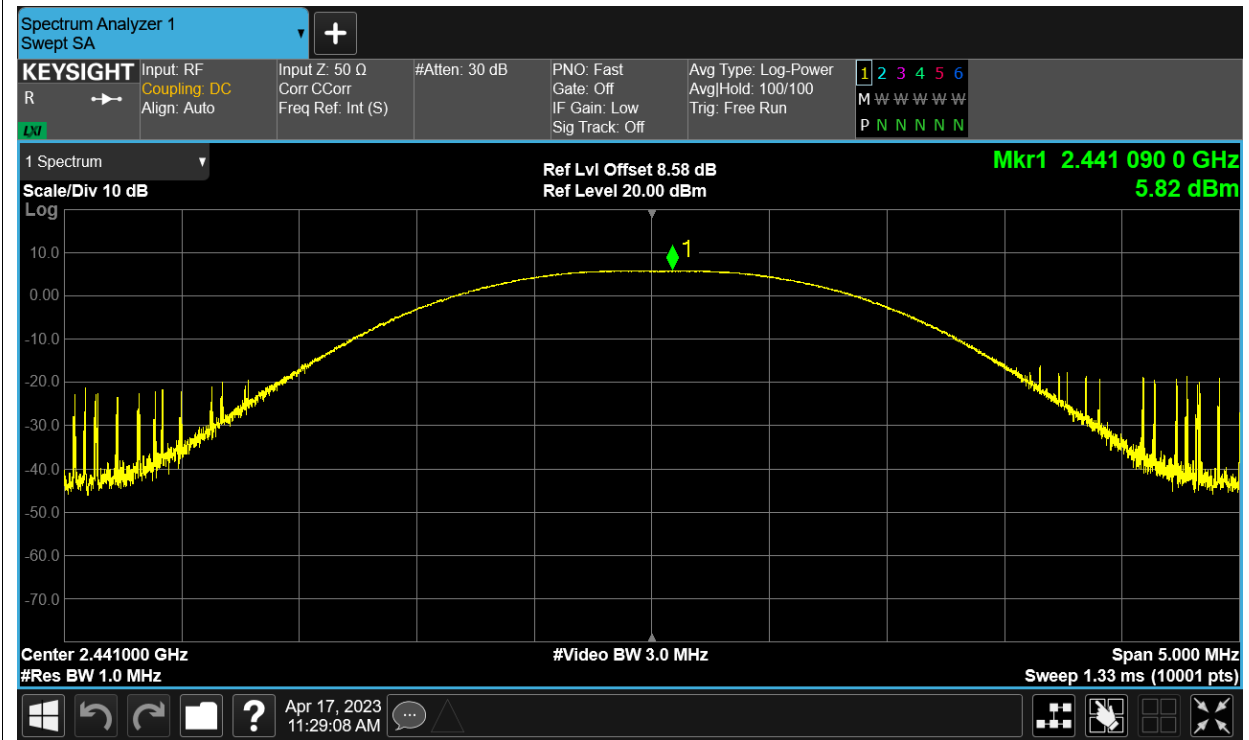 Spectrum Analyzer 1
Swept SA
+
KEYSIGHT
R
LXI
Input: RF
Coupling: DC
Align: Auto
Input Z: 50 Ω
Corr CCorr
Freq Ref: Int (S)
#Atten: 30 dB
PNO: Fast
Gate: Off
IF Gain: Low
Sig Track: Off
Avg Type: Log-Power
Avg|Hold: 100/100
Trig: Free Run
1 2 3 4 5 6
M W W W W W
P N N N N N
1 Spectrum
Scale/Div 10 dB
Log
Ref Lvl Offset 8.58 dB
Ref Level 20.00 dBm
Mkr1 2.441 090 0 GHz
5.82 dBm
1
10.0
0.00
-10.0
-20.0
-30.0
-40.0
-50.0
-60.0
-70.0
Center 2.441000 GHz
#Res BW 1.0 MHz
#Video BW 3.0 MHz
Span 5.000 MHz
Sweep 1.33 ms (10001 pts)
?
Apr 17, 2023
11:29:08 AM